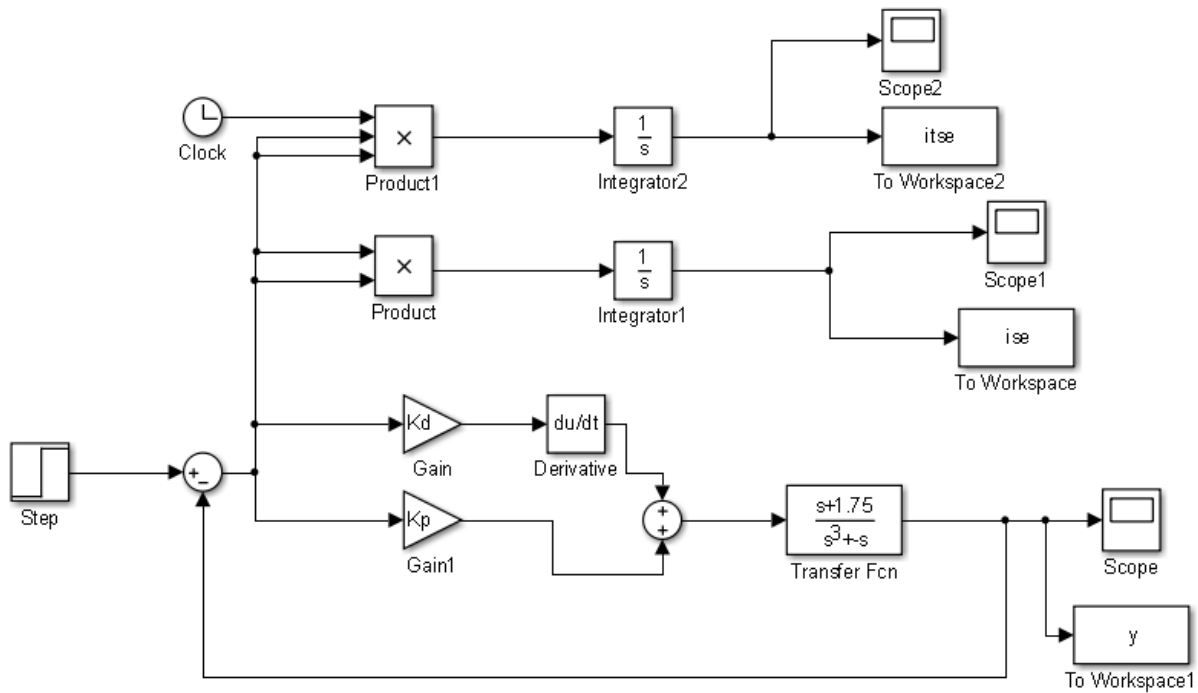 Scope2
Clock
×
Product1
1
s
Integrator2
itse
To Workspace2
×
Product
1
s
Integrator1
Scope1
ise
To Workspace
Kd
Gain
du/dt
Derivative
Step
+
−
Kp
Gain1
+
+
s+1.75
s³+-s
Transfer Fcn
Scope
y
To Workspace1